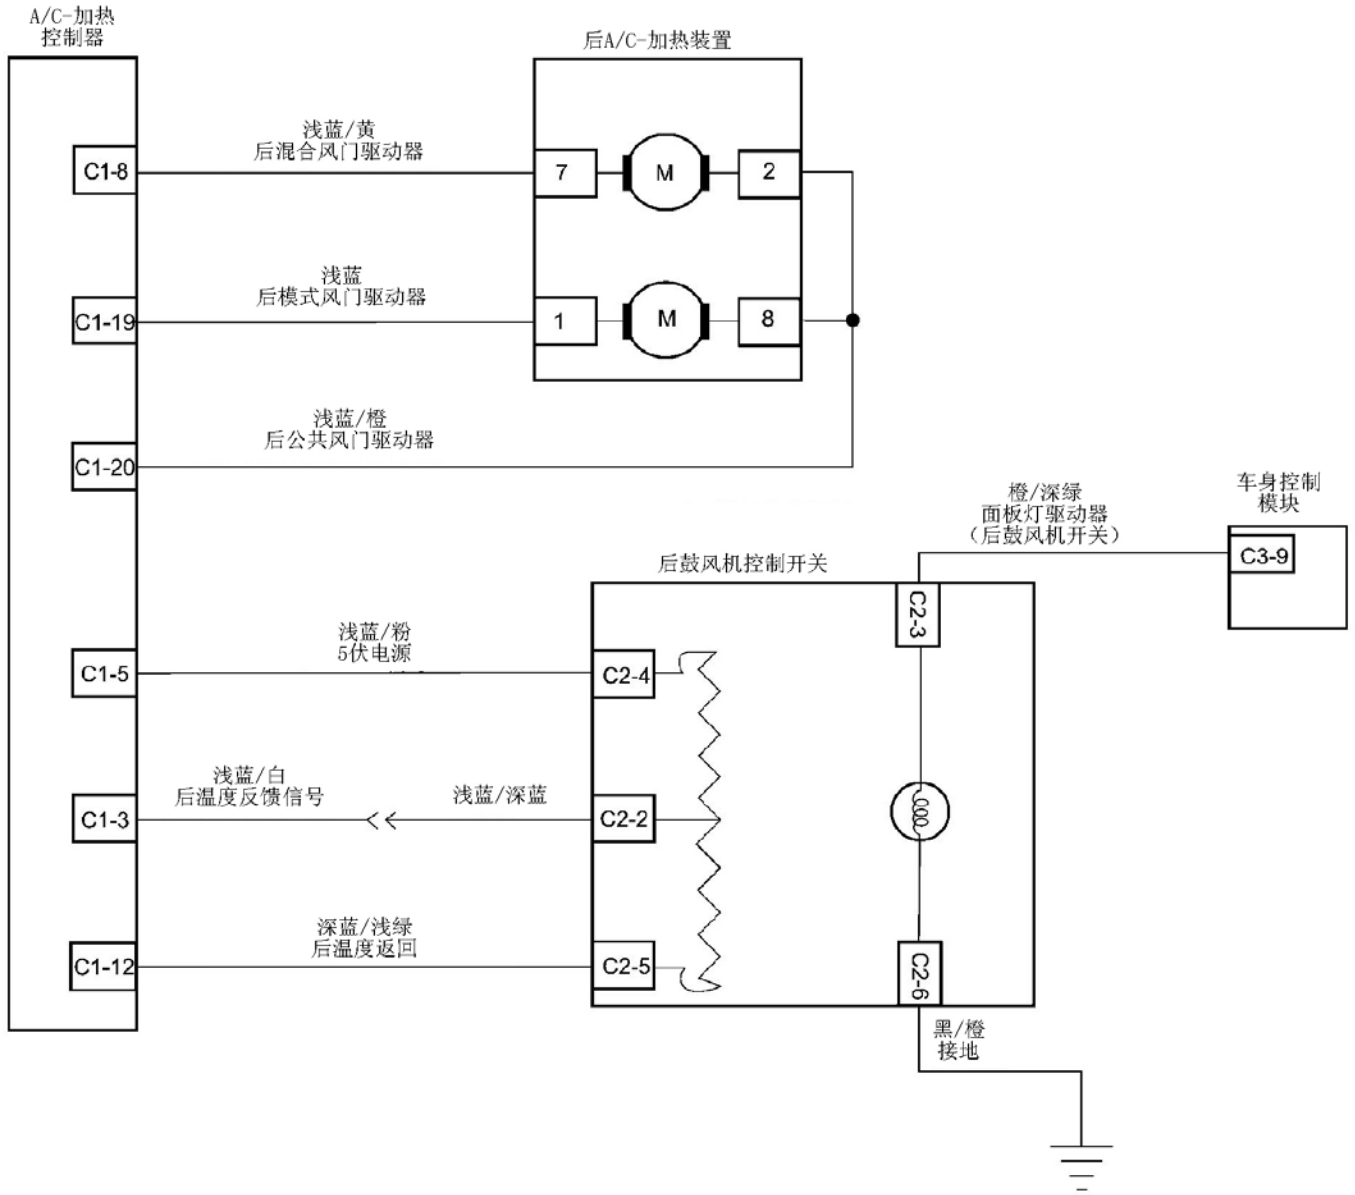 A/C-加热
控制器
后A/C-加热装置
浅蓝/黄
后混合风门驱动器
C1-8
7
M
2
浅蓝
后模式风门驱动器
C1-19
1
M
8
浅蓝/橙
后公共风门驱动器
C1-20
橙/深绿
面板灯驱动器
（后鼓风机开关）
车身控制
模块
C3-9
后鼓风机控制开关
C2-3
浅蓝/粉
5伏电源
C1-5
C2-4
浅蓝/白
后温度反馈信号
浅蓝/深蓝
C1-3
C2-2
深蓝/浅绿
后温度返回
C1-12
C2-5
C2-6
黑/橙
接地